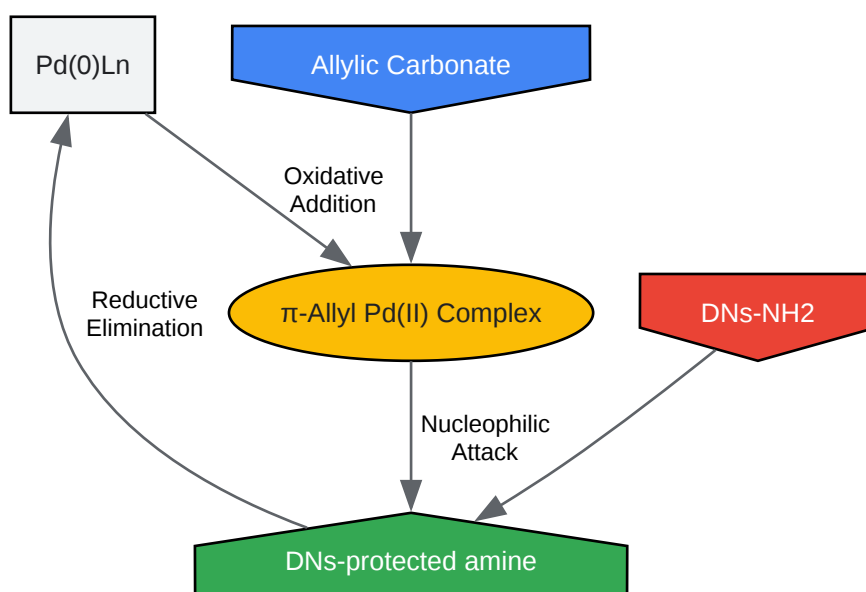 Pd(0)Ln
Allylic Carbonate
Oxidative
Addition
Reductive
Elimination
π-Allyl Pd(II) Complex
DNs-NH2
Nucleophilic
Attack
DNs-protected amine